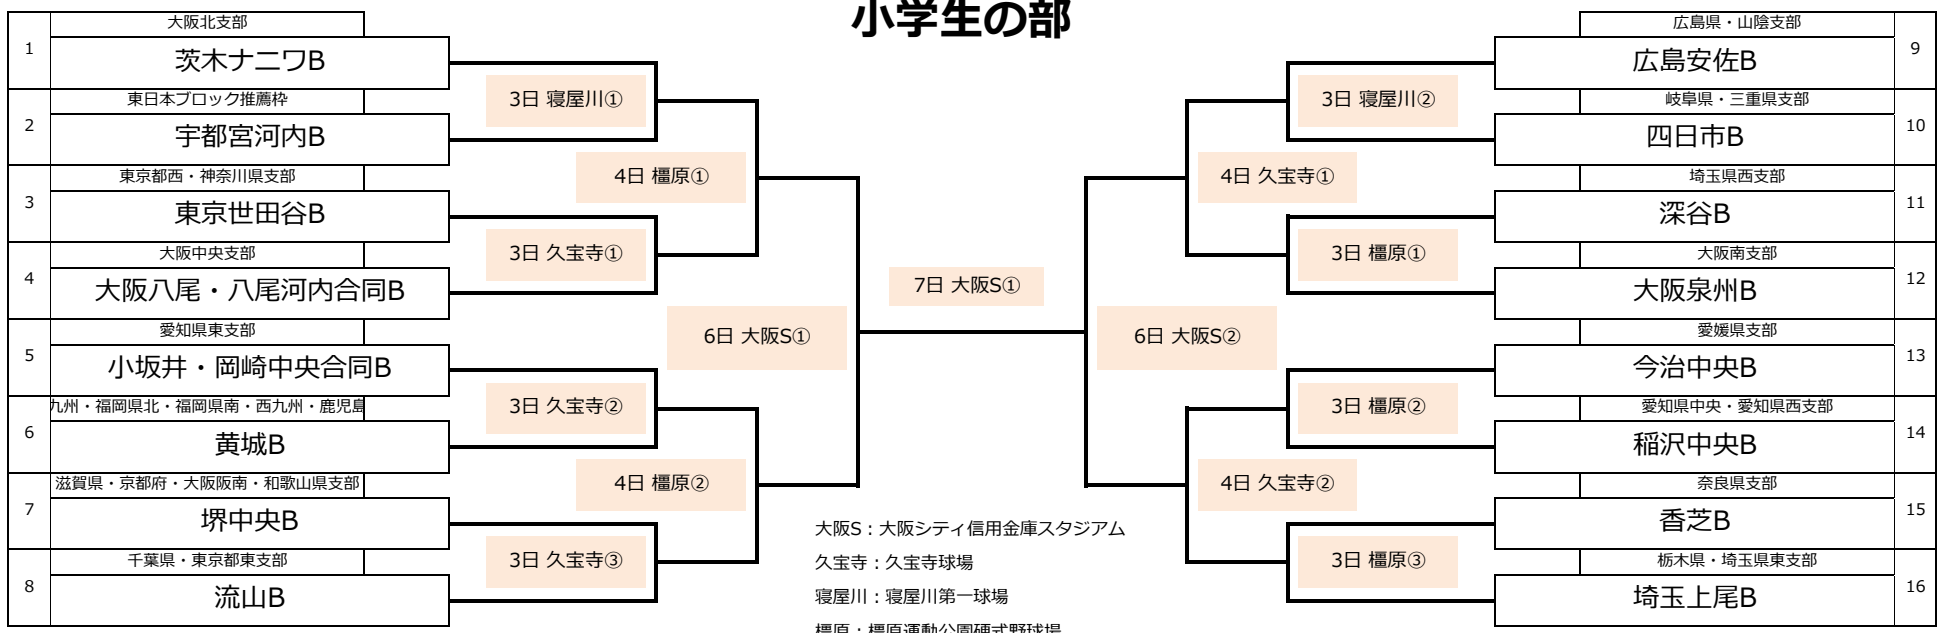 小学生の部
1
大阪北支部
茨木ナニワB
2
東日本ブロック推薦枠
宇都宮河内B
3
東京都西・神奈川県支部
東京世田谷B
4
大阪中央支部
大阪八尾・八尾河内合同B
5
愛知県東支部
小坂井・岡崎中央合同B
6
九州・福岡県北・福岡県南・西九州・鹿児島
黄城B
7
滋賀県・京都府・大阪阪南・和歌山県支部
堺中央B
8
千葉県・東京都東支部
流山B
3日 寝屋川①
3日 久宝寺①
3日 久宝寺②
3日 久宝寺③
4日 橿原①
4日 橿原②
6日 大阪S①
7日 大阪S①
6日 大阪S②
4日 久宝寺①
4日 久宝寺②
3日 寝屋川②
3日 橿原①
3日 橿原②
3日 橿原③
広島県・山陰支部
広島安佐B
9
岐阜県・三重県支部
四日市B
10
埼玉県西支部
深谷B
11
大阪南支部
大阪泉州B
12
愛媛県支部
今治中央B
13
愛知県中央・愛知県西支部
稲沢中央B
14
奈良県支部
香芝B
15
栃木県・埼玉県東支部
埼玉上尾B
16
大阪S：大阪シティ信用金庫スタジアム
久宝寺：久宝寺球場
寝屋川：寝屋川第一球場
橿原：橿原運動公園硬式野球場